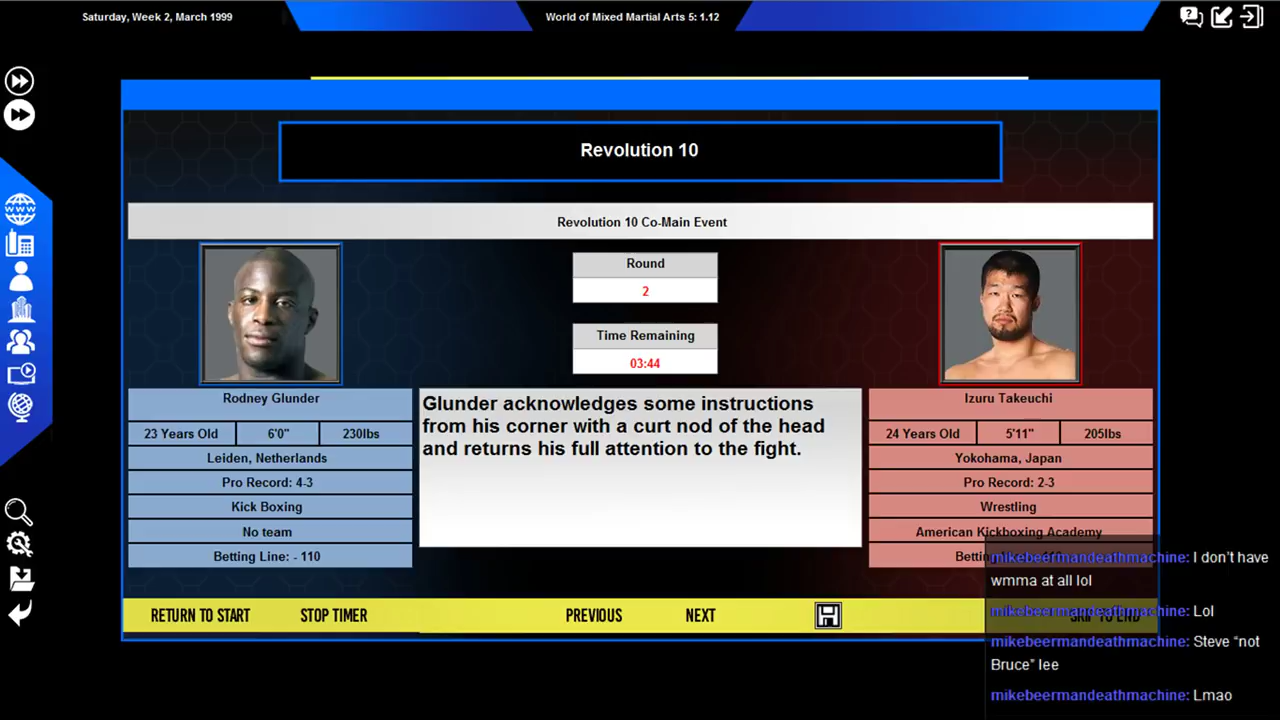 Saturday, Week 2, March 1999
World of Mixed Martial Arts 5: 1.12
Revolution 10
Revolution 10 Co-Main Event
Round
2
Time Remaining
03:44
Rodney Glunder
23 Years Old 6'0" 230lbs
Leiden, Netherlands
Pro Record: 4-3
Kick Boxing
No team
Betting Line: - 110
Glunder acknowledges some instructions
from his corner with a curt nod of the head
and returns his full attention to the fight.
Izuru Takeuchi
24 Years Old 5'11" 205lbs
Yokohama, Japan
Pro Record: 2-3
Wrestling
American Kickboxing Academy
RETURN TO START STOP TIMER PREVIOUS NEXT SKIP TO END
mikebeermandeathmachine: I don't have
wmma at all lol
mikebeermandeathmachine: Lol
mikebeermandeathmachine: Steve “not
Bruce” lee
mikebeermandeathmachine: Lmao
WWW